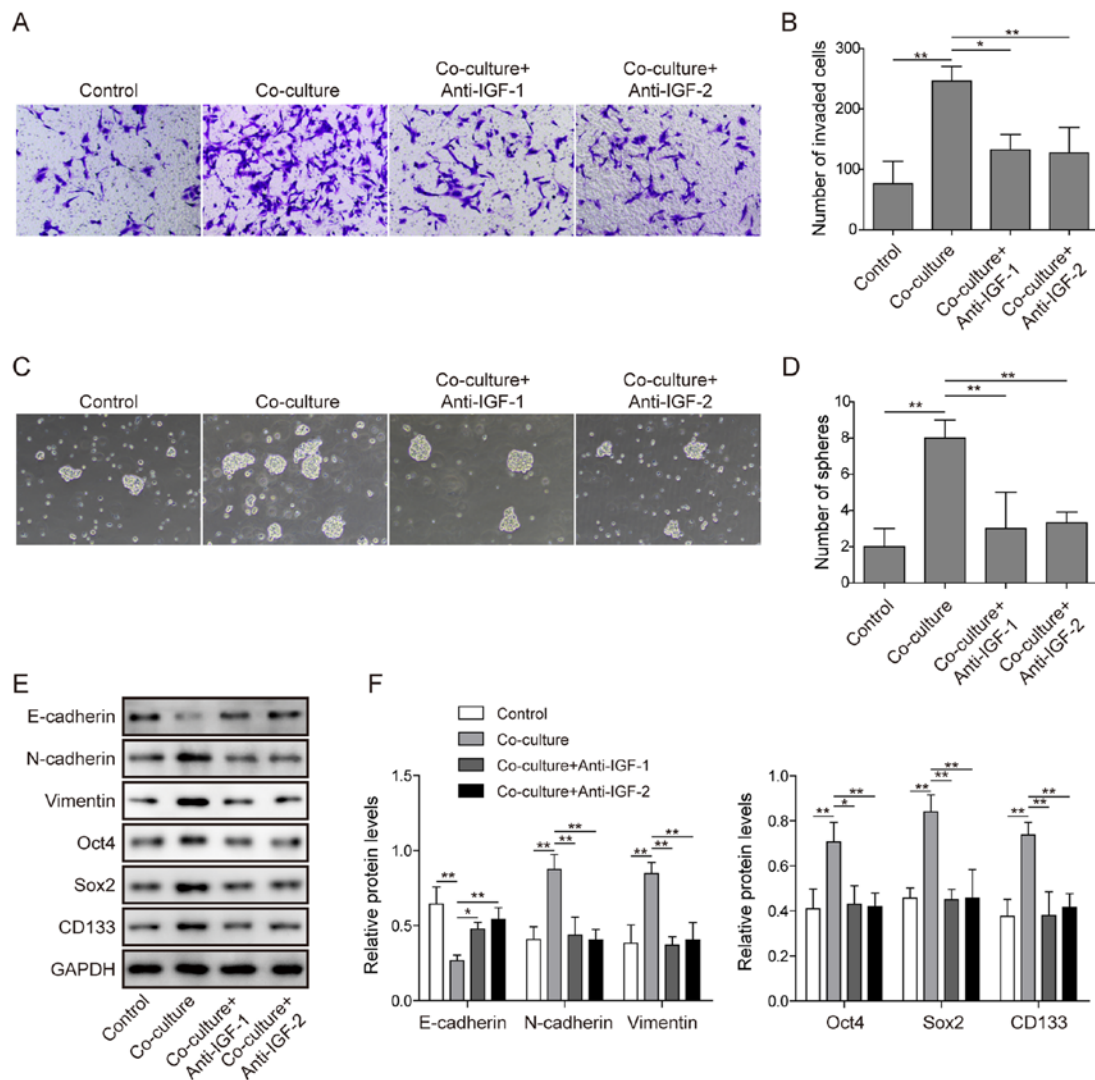 A
Control
Co-culture
Co-culture+
Anti-IGF-1
Co-culture+
Anti-IGF-2
B
Number of invaded cells
300
200
100
0
**
*
**
Control
Co-culture
Co-culture+
Anti-IGF-1
Co-culture+
Anti-IGF-2
C
Control
Co-culture
Co-culture+
Anti-IGF-1
Co-culture+
Anti-IGF-2
D
Number of spheres
10
8
6
4
2
0
**
**
**
Control
Co-culture
Co-culture+
Anti-IGF-1
Co-culture+
Anti-IGF-2
E
E-cadherin
N-cadherin
Vimentin
Oct4
Sox2
CD133
GAPDH
Control
Co-culture
Co-culture+
Anti-IGF-1
Co-culture+
Anti-IGF-2
F
Control
Co-culture
Co-culture+Anti-IGF-1
Co-culture+Anti-IGF-2
Relative protein levels
1.5
1.0
0.5
0.0
** ** *
** ** **
** ** **
E-cadherin N-cadherin Vimentin
Relative protein levels
1.0
0.8
0.6
0.4
0.2
0.0
** * **
** ** **
** ** **
Oct4 Sox2 CD133